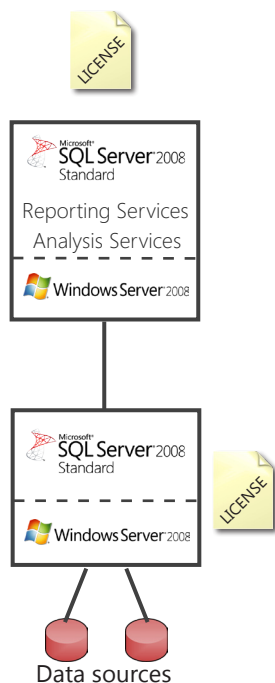 LICENSE
Microsoft®
SQL Server®2008
Standard
Reporting Services
Analysis Services
Windows Server®2008
Microsoft®
SQL Server®2008
Standard
LICENSE
Windows Server®2008
Data sources